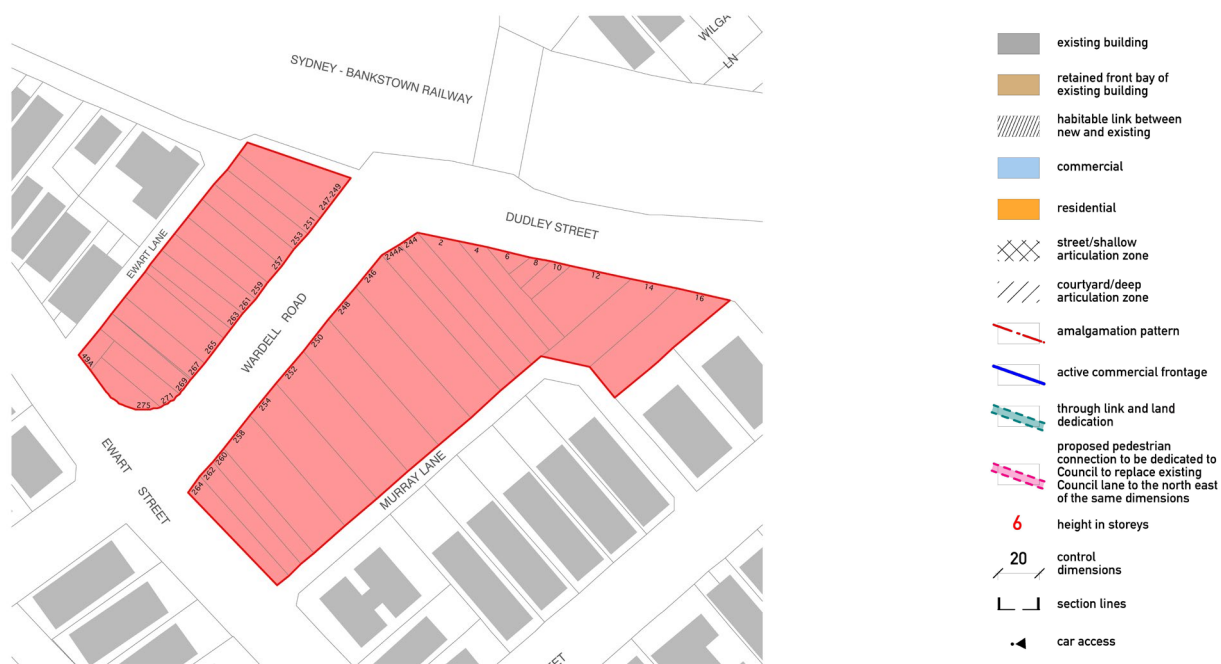 WILGA
LN
SYDNEY - BANKSTOWN RAILWAY
DUDLEY STREET
EWART LANE
WARDELL ROAD
EWART
STREET
MURRAY LANE
247-249
251
253
257
259
261
263
265
267
269
271
275
49A
244A
244
246
248
250
252
254
258
260
262
264
2
4
6
8
10
12
14
16
existing building
retained front bay of
existing building
habitable link between
new and existing
commercial
residential
street/shallow
articulation zone
courtyard/deep
articulation zone
amalgamation pattern
active commercial frontage
through link and land
dedication
proposed pedestrian
connection to be dedicated to
Council to replace existing
Council lane to the north east
of the same dimensions
6
height in storeys
20
control
dimensions
section lines
car access